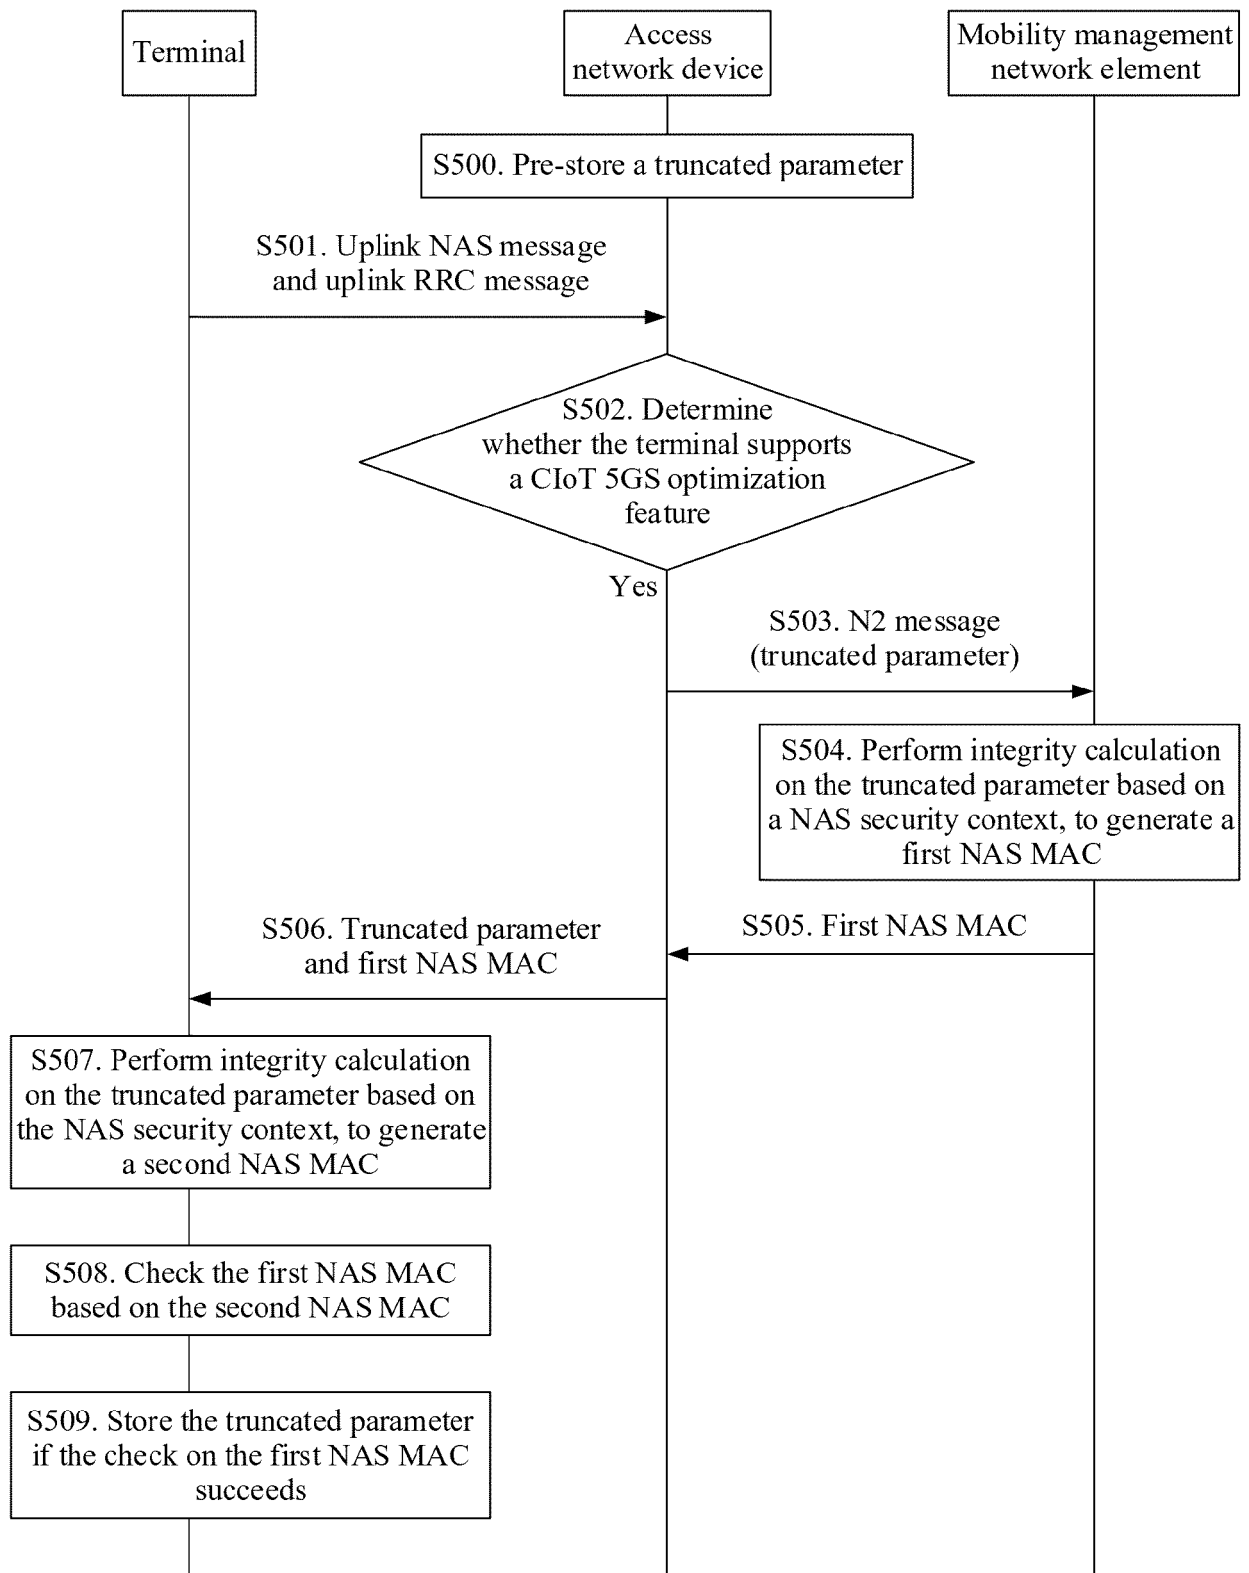 Terminal
Access
network device
Mobility management
network element
S500. Pre-store a truncated parameter
S501. Uplink NAS message
and uplink RRC message
S502. Determine
whether the terminal supports
a CIoT 5GS optimization
feature
Yes
S503. N2 message
(truncated parameter)
S504. Perform integrity calculation
on the truncated parameter based on
a NAS security context, to generate a
first NAS MAC
S505. First NAS MAC
S506. Truncated parameter
and first NAS MAC
S507. Perform integrity calculation
on the truncated parameter based on
the NAS security context, to generate
a second NAS MAC
S508. Check the first NAS MAC
based on the second NAS MAC
S509. Store the truncated parameter
if the check on the first NAS MAC
succeeds